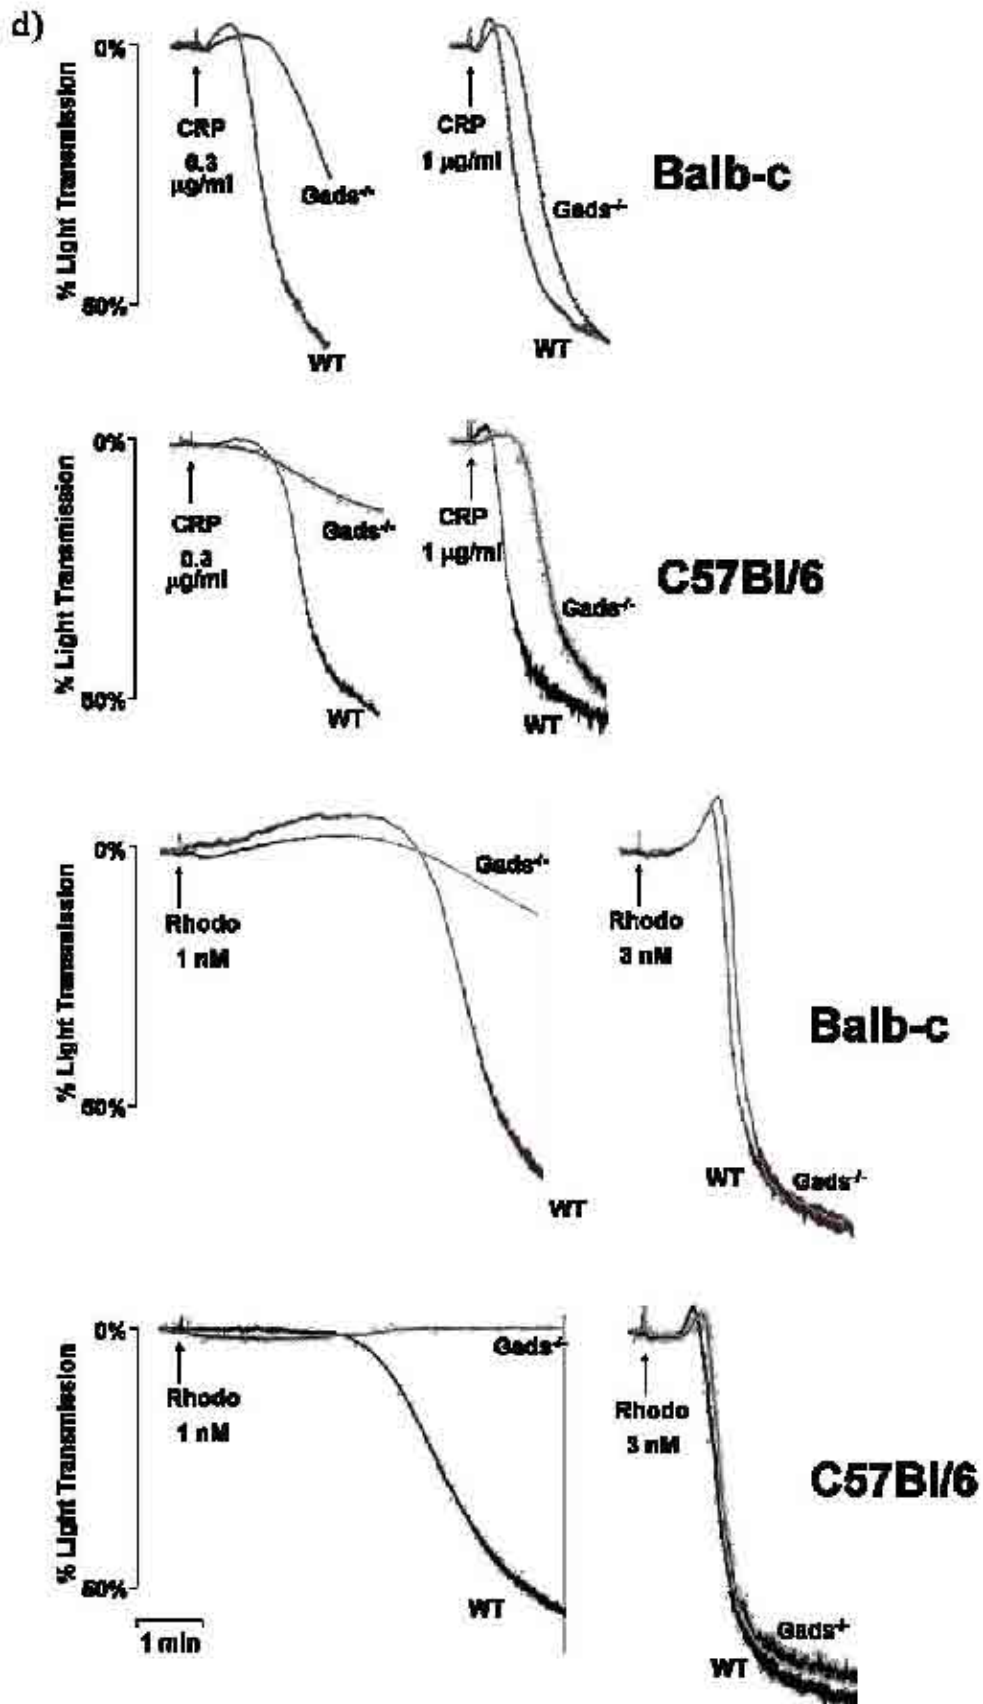 d)
0%
% Light Transmission
CRP
0.3
µg/ml
Gads-/-
50%
WT
CRP
1 µg/ml
Gads-/-
WT
Balb-c
0%
% Light Transmission
CRP
0.3
µg/ml
Gads-/-
50%
WT
CRP
1 µg/ml
Gads-/-
WT
C57Bl/6
0%
% Light Transmission
Rhodo
1 nM
Gads-/-
50%
WT
Rhodo
3 nM
WT
Gads-/-
Balb-c
0%
% Light Transmission
Rhodo
1 nM
Gads-/-
50%
WT
1 min
Rhodo
3 nM
Gads-/-
WT
C57Bl/6